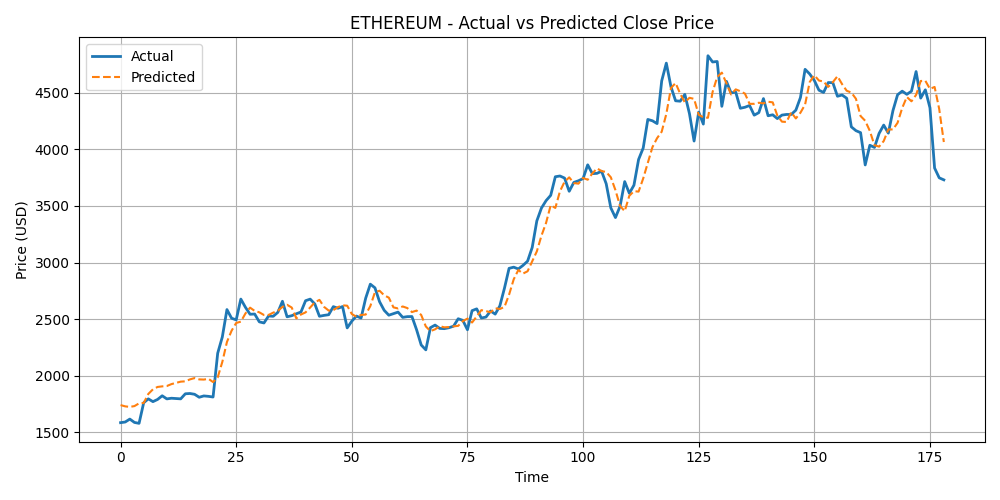 ETHEREUM - Actual vs Predicted Close Price
Actual
Predicted
Price (USD)
4500
4000
3500
3000
2500
2000
1500
0 25 50 75 100 125 150 175
Time